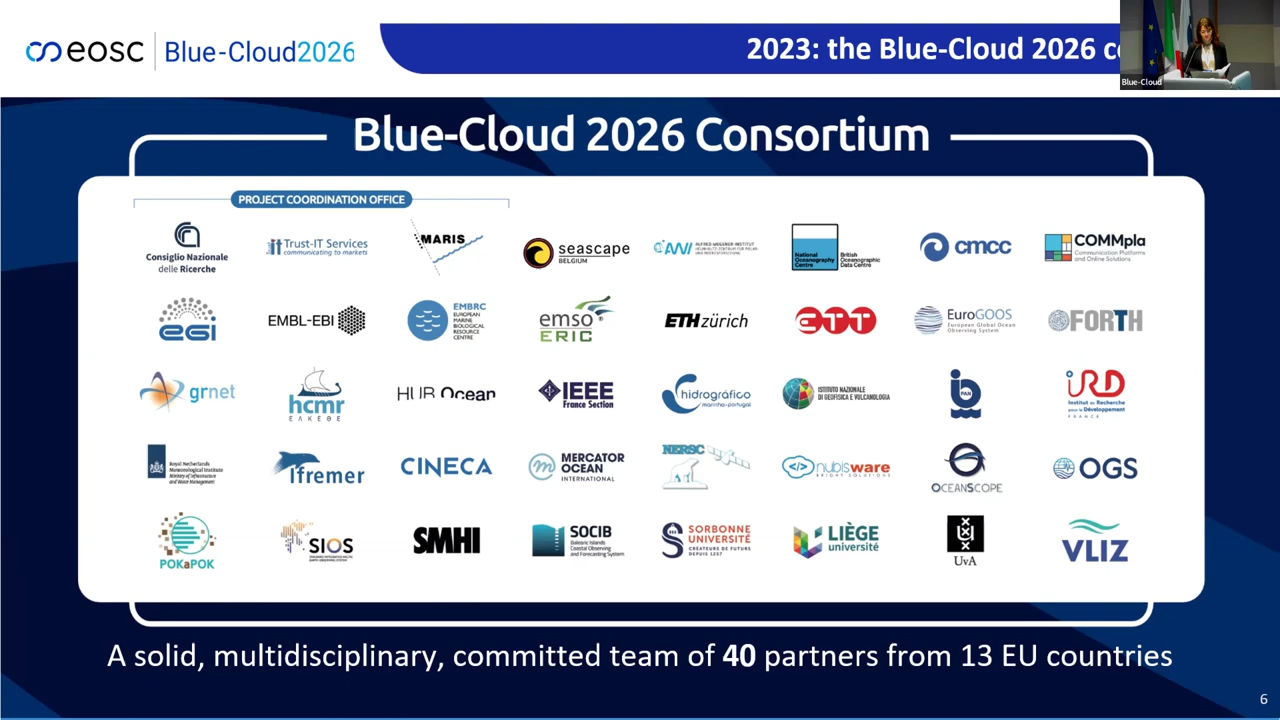 eosc Blue-Cloud2026
2023: the Blue-Cloud 2026 c
Blue-Cloud
Blue-Cloud 2026 Consortium
PROJECT COORDINATION OFFICE
Consiglio Nazionale
delle Ricerche
Trust-IT Services
communicating to markets
MARIS
seascape
BELGIUM
AWI
ALFRED-WEGENER-INSTITUT
National
Oceanography
Centre
British
Oceanographic
Data Centre
cmcc
COMMpla
Communication Platforms
and Online Solutions
egi
EMBL-EBI
EMBRC
EUROPEAN
MARINE
BIOLOGICAL
RESOURCE
CENTRE
emso
ERIC
ETH zürich
ETT
EuroGOOS
European Global Ocean
Observing System
FORTH
grnet
hcmr
ΕΛΚΕΘΕ
HUB Ocean
IEEE
France Section
hidrográfico
marinha-portugal
ISTITUTO NAZIONALE
DI GEOFISICA E VULCANOLOGIA
PAN
IRD
Institut de Recherche
pour le Développement
FRANCE
Royal Netherlands
Meteorological Institute
Ministry of Infrastructure
and Water Management
Ifremer
CINECA
MERCATOR
OCEAN
INTERNATIONAL
NERSC
nubisware
BRIGHT SOLUTIONS
OCEANSCOPE
OGS
POKaPOK
SIOS
SMHI
SOCIB
Balearic Islands
Coastal Observing
and Forecasting System
SORBONNE
UNIVERSITÉ
CRÉATEURS DE FUTURS
DEPUIS 1257
LIÈGE
université
UvA
VLIZ
A solid, multidisciplinary, committed team of 40 partners from 13 EU countries
6